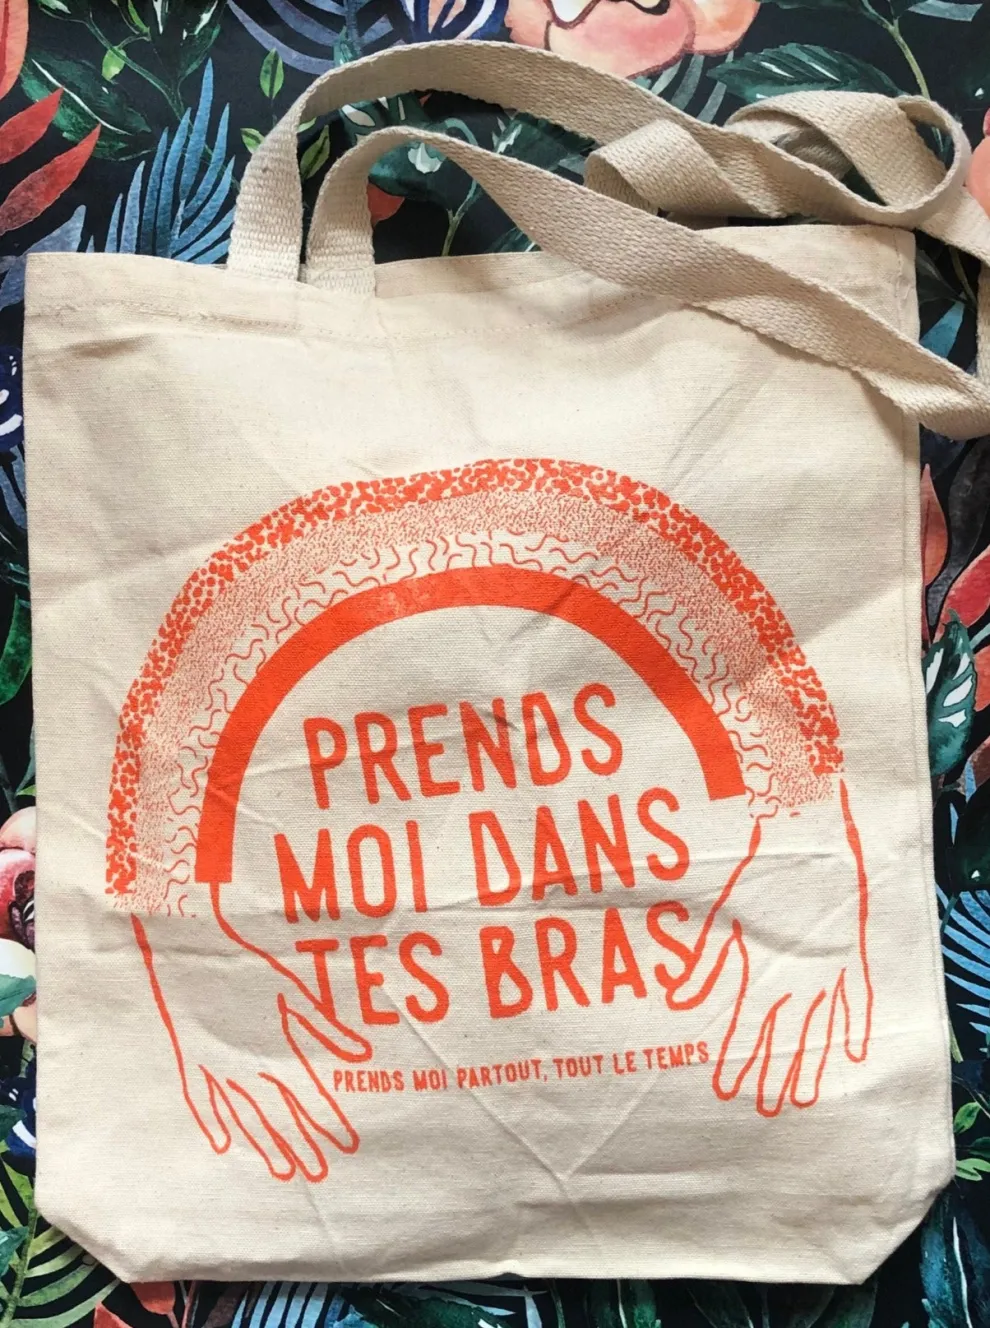 PRENDS
MOI DANS
TES BRAS
PRENDS MOI PARTOUT, TOUT LE TEMPS